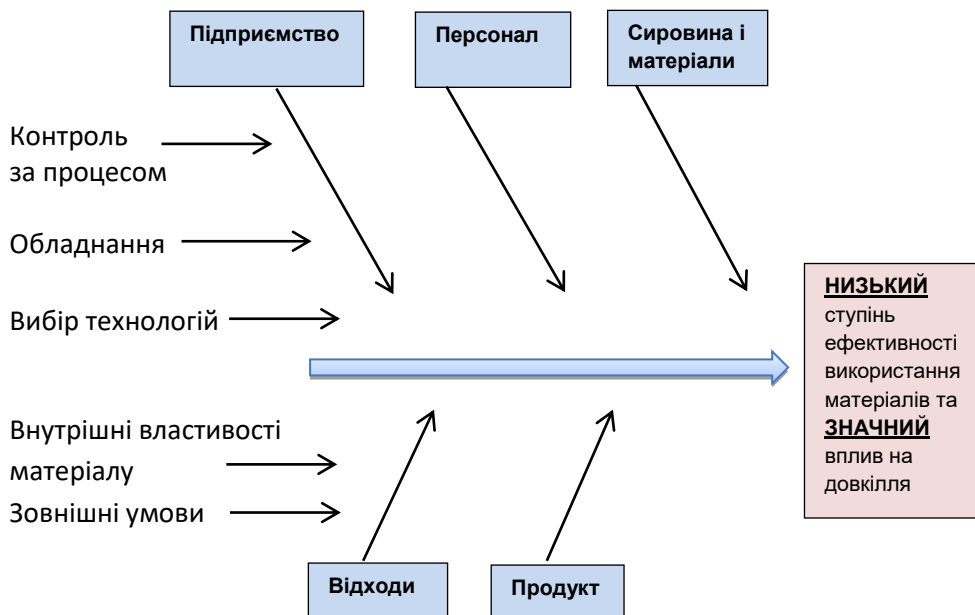 Підприємство
Персонал
Сировина і
матеріали
Контроль
за процесом
Обладнання
Вибір технологій
НИЗЬКИЙ
ступінь
ефективності
використання
матеріалів та
ЗНАЧНИЙ
вплив на
довкілля
Внутрішні властивості
матеріалу
Зовнішні умови
Відходи
Продукт